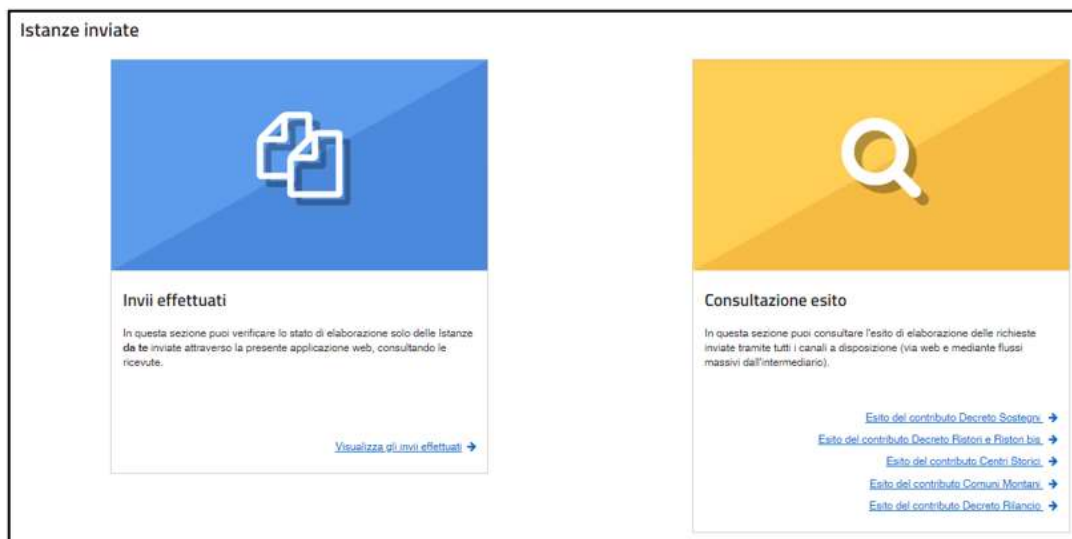 Istanze inviate
Invii effettuati
In questa sezione puoi verificare lo stato di elaborazione solo delle Istanze
da te inviate attraverso la presente applicazione web, consultando le
ricevute.
Visualizza gli invii effettuati
Consultazione esito
In questa sezione puoi consultare l'esito di elaborazione delle richieste
inviate tramite tutti i canali a disposizione (via web e mediante flussi
massivi dall'intermediario).
Esito del contributo Decreto Sostegni
Esito del contributo Decreto Ristori e Ristori bis
Esito del contributo Centri Storici
Esito del contributo Comuni Montani
Esito del contributo Decreto Rilancio